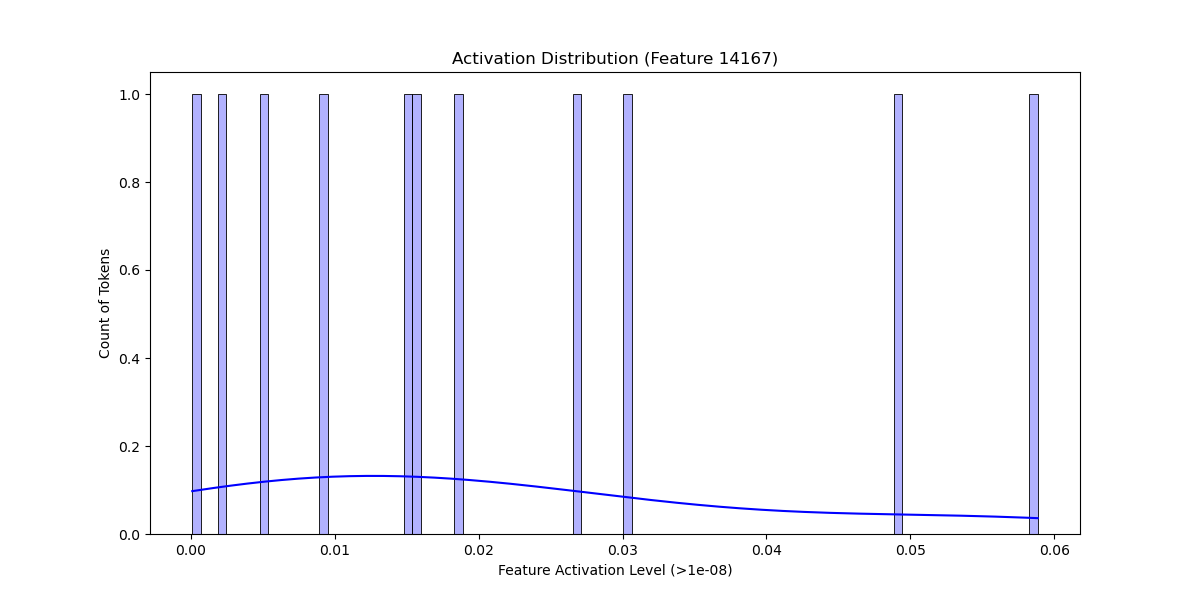 Activation Distribution (Feature 14167)
1.0
0.8
0.6
0.4
0.2
0.0
Count of Tokens
0.00 0.01 0.02 0.03 0.04 0.05 0.06
Feature Activation Level (>1e-08)